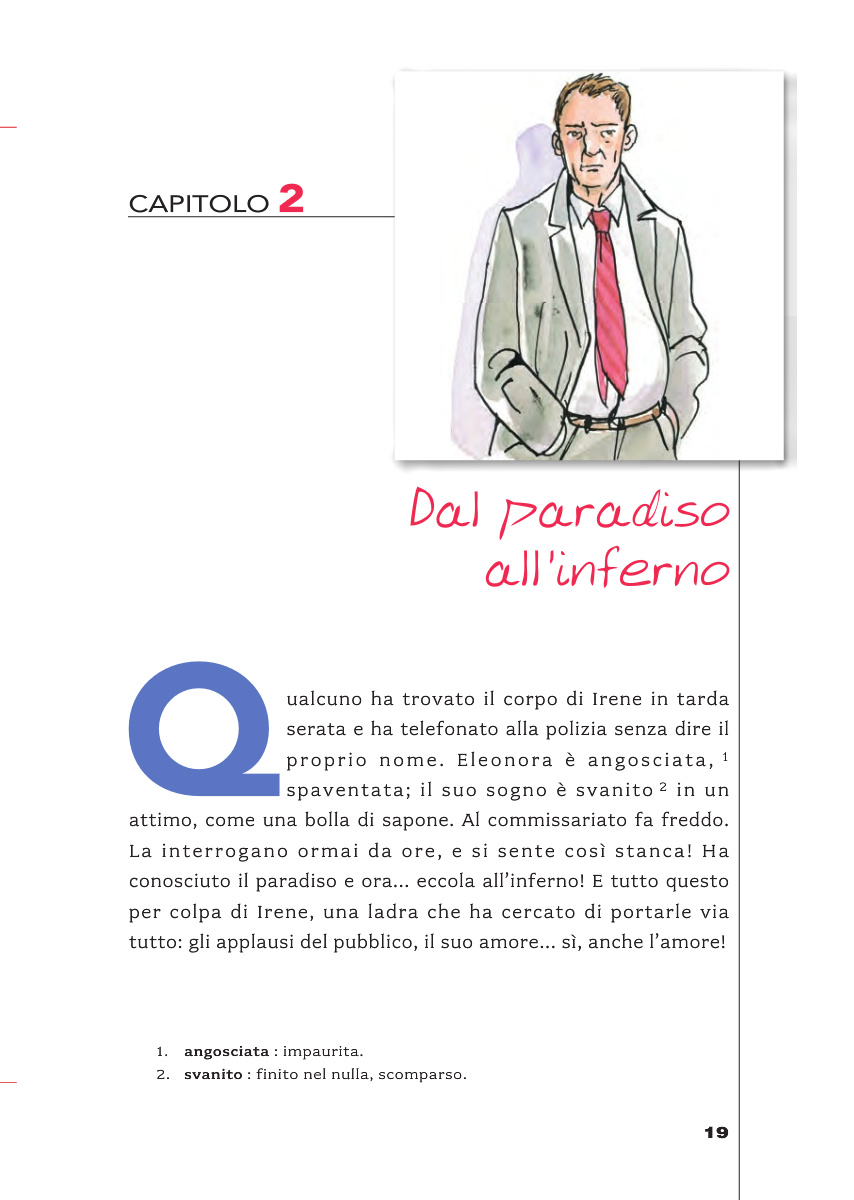 CAPITOLO 2
Dal paradiso
all'inferno
Qualcuno ha trovato il corpo di Irene in tarda
serata e ha telefonato alla polizia senza dire il
proprio nome. Eleonora è angosciata, 1
spaventata; il suo sogno è svanito 2 in un
attimo, come una bolla di sapone. Al commissariato fa freddo.
La interrogano ormai da ore, e si sente così stanca! Ha
conosciuto il paradiso e ora... eccola all'inferno! E tutto questo
per colpa di Irene, una ladra che ha cercato di portarle via
tutto: gli applausi del pubblico, il suo amore... sì, anche l'amore!
1. angosciata : impaurita.
2. svanito : finito nel nulla, scomparso.
19